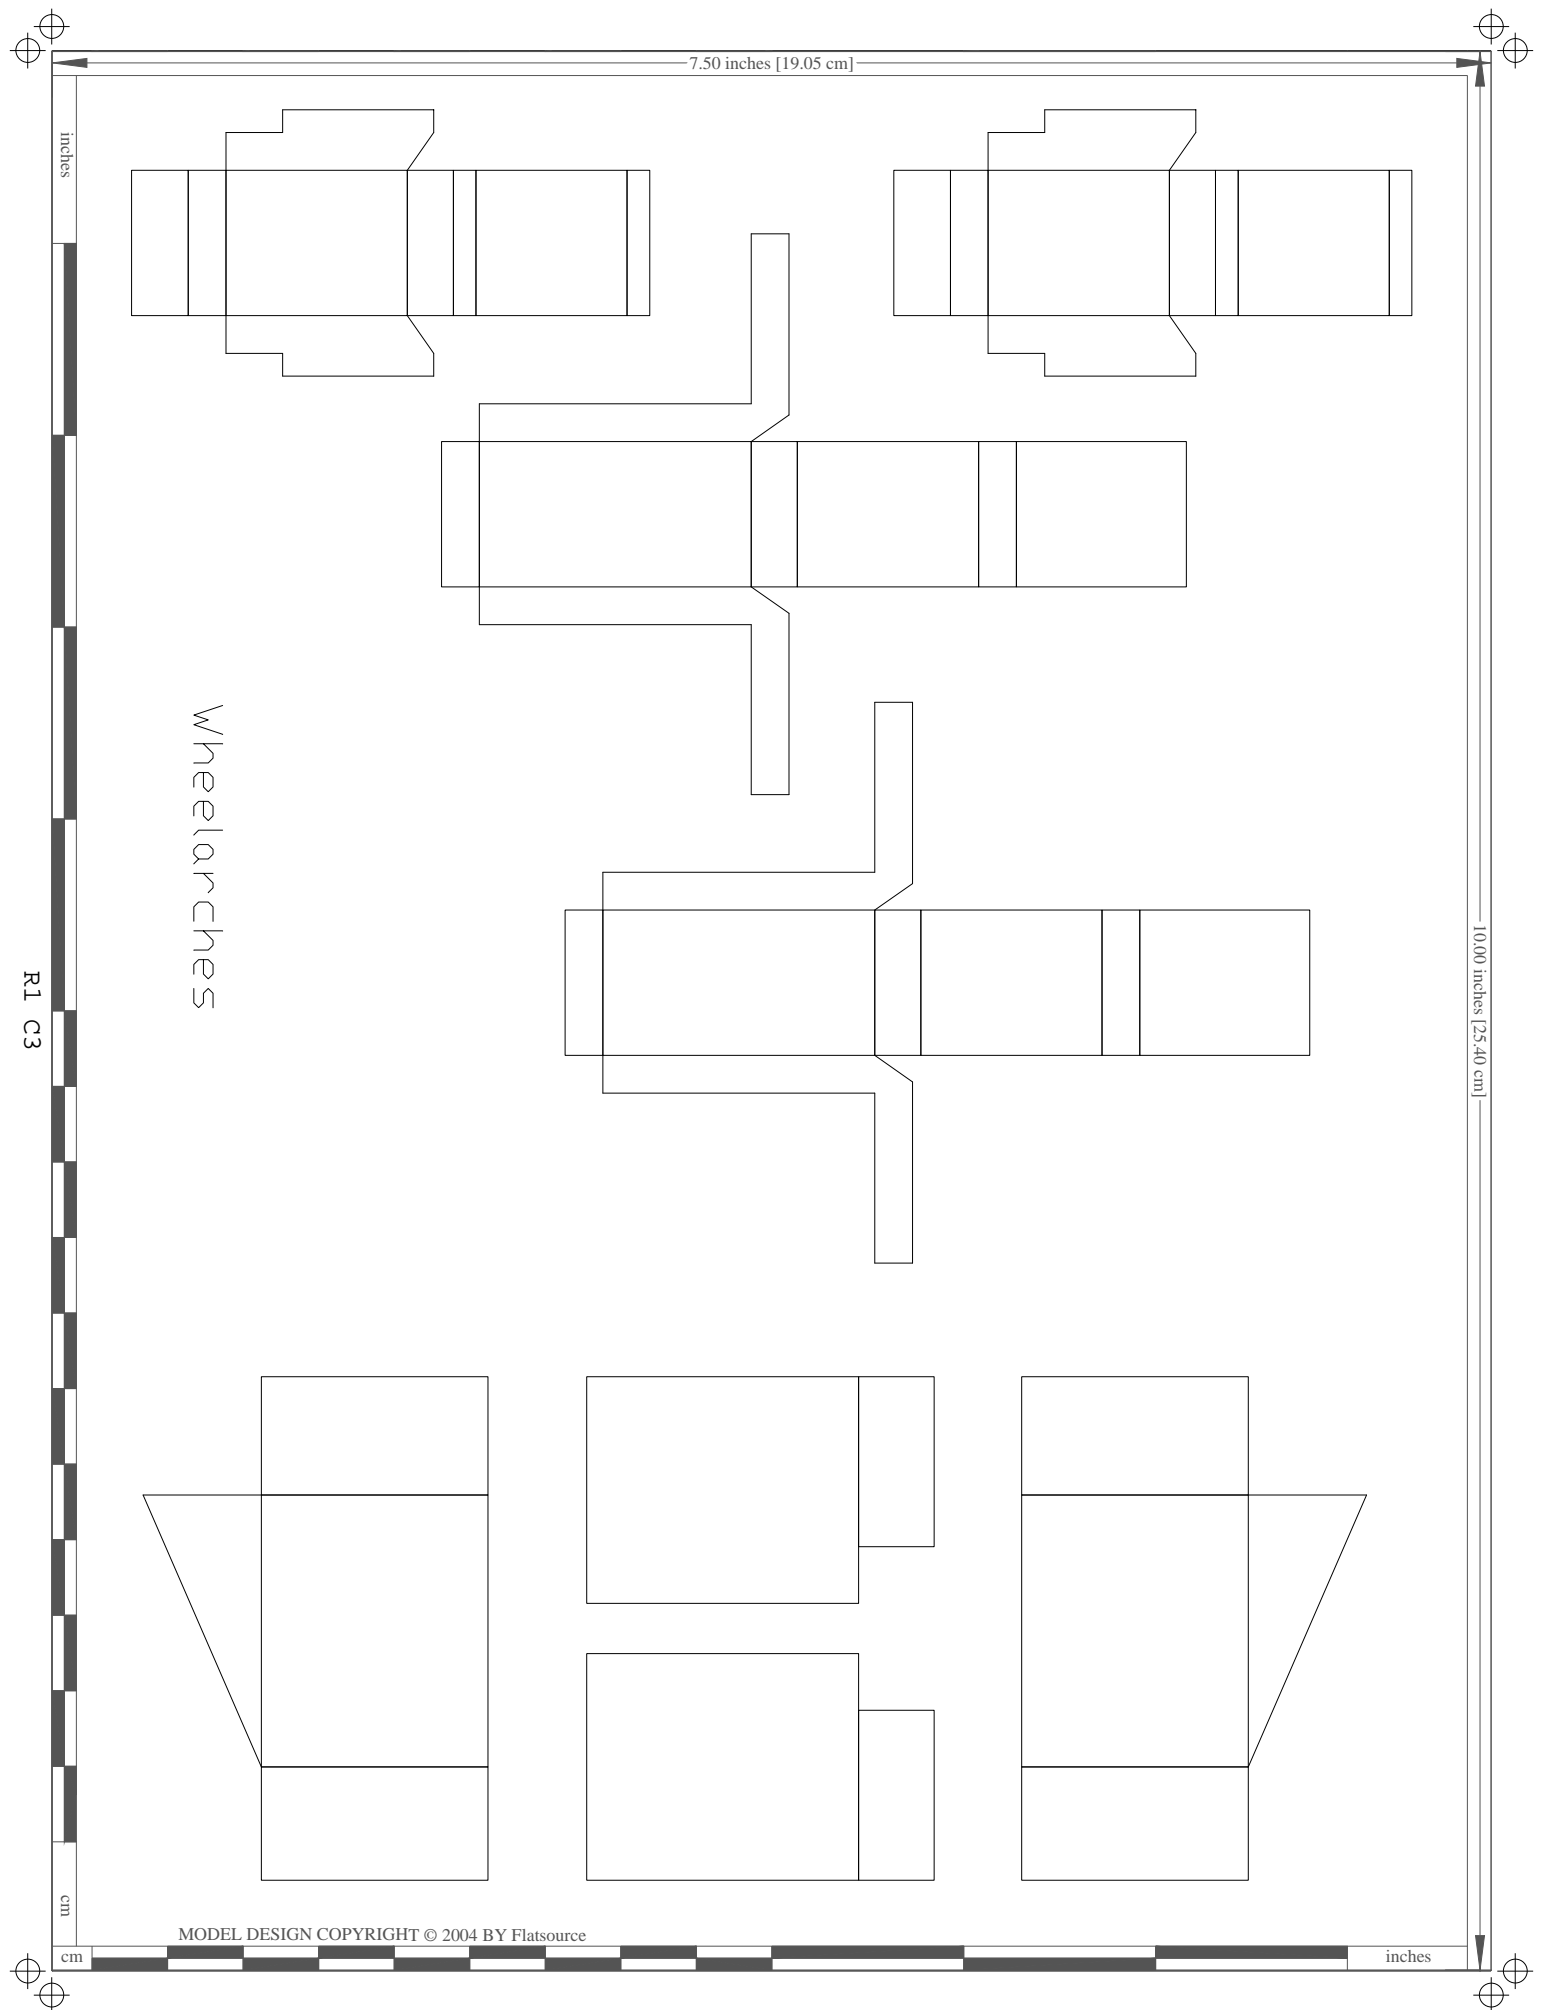 7.50 inches [19.05 cm]
inches
10.00 inches [25.40 cm]
Wheelarches
R1 C3
cm
MODEL DESIGN COPYRIGHT © 2004 BY Flatsource
cm
inches